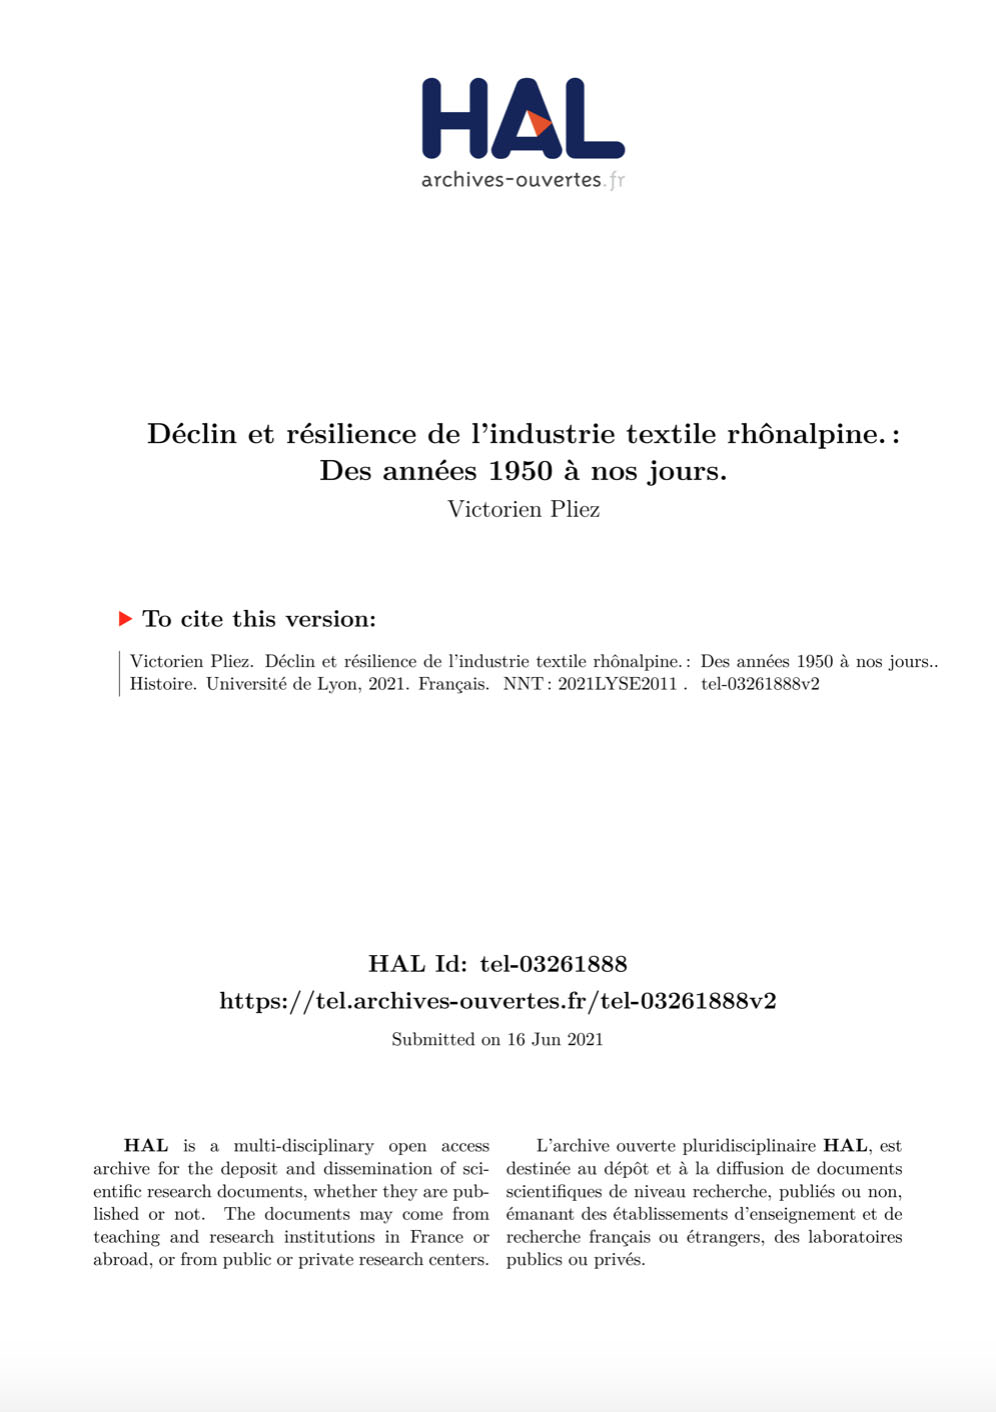 HAL
archives-ouvertes.fr
Déclin et résilience de l'industrie textile rhônalpine. :
Des années 1950 à nos jours.
Victorien Pliez
To cite this version:
Victorien Pliez. Déclin et résilience de l'industrie textile rhônalpine. : Des années 1950 à nos jours..
Histoire. Université de Lyon, 2021. Français. NNT : 2021LYSE2011 . tel-03261888v2
HAL Id: tel-03261888
https://tel.archives-ouvertes.fr/tel-03261888v2
Submitted on 16 Jun 2021
HAL is a multi-disciplinary open access
archive for the deposit and dissemination of sci-
entific research documents, whether they are pub-
lished or not. The documents may come from
teaching and research institutions in France or
abroad, or from public or private research centers.
L'archive ouverte pluridisciplinaire HAL, est
destinée au dépôt et à la diffusion de documents
scientifiques de niveau recherche, publiés ou non,
émanant des établissements d'enseignement et de
recherche français ou étrangers, des laboratoires
publics ou privés.